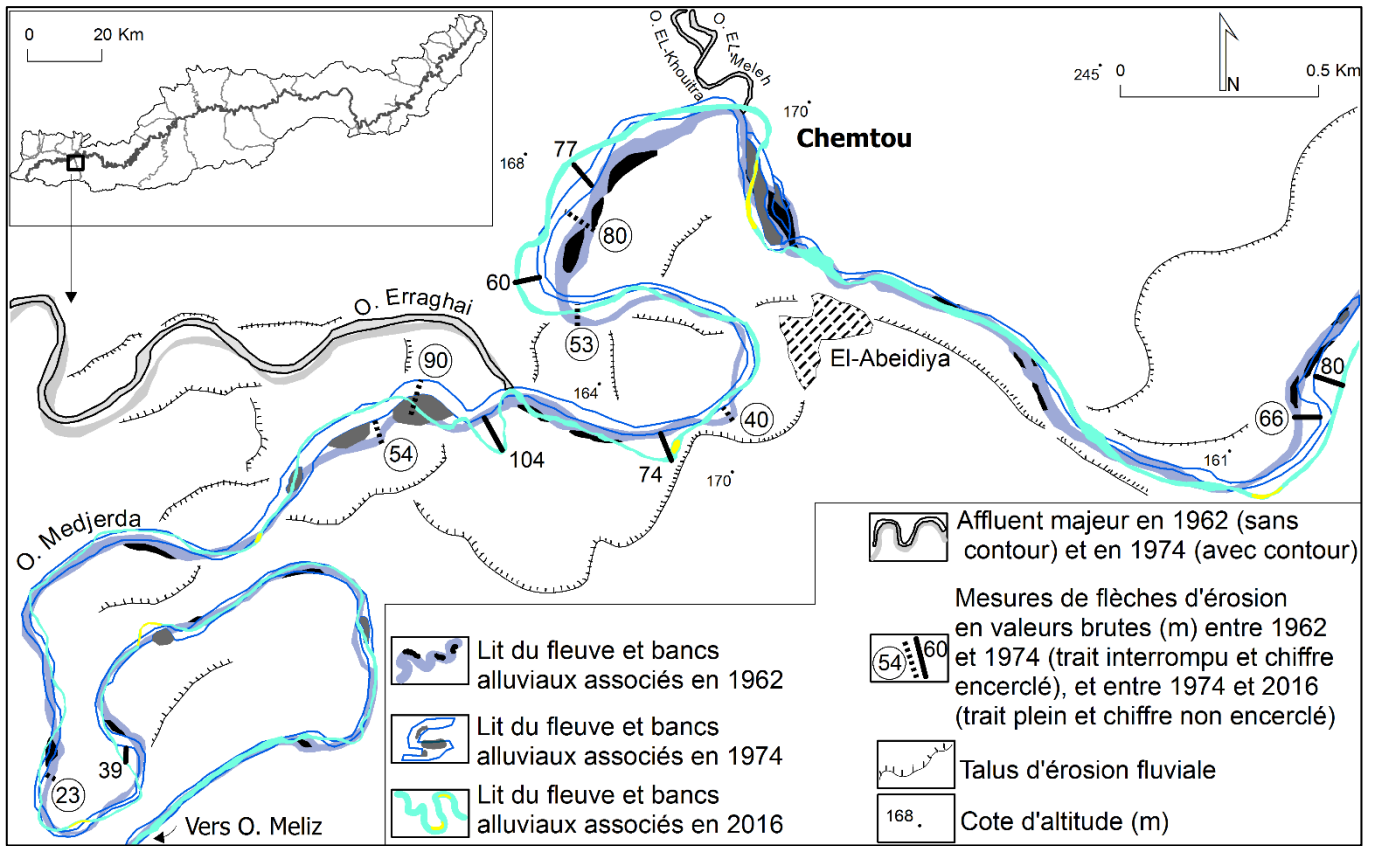 0 20 Km
O. EL-Khouitra
O. EL Meleh
245
0 0.5 Km
N
170
Chemtou
168
77
80
60
O. Erraghai
53
El-Abeidiya
90
164
40
54
104
74
170
80
66
161
O. Medjerda
39
23
Vers O. Meliz
Lit du fleuve et bancs
alluviaux associés en 1962
Lit du fleuve et bancs
alluviaux associés en 1974
Lit du fleuve et bancs
alluviaux associés en 2016
Affluent majeur en 1962 (sans
contour) et en 1974 (avec contour)
54 60
Mesures de flèches d'érosion
en valeurs brutes (m) entre 1962
et 1974 (trait interrompu et chiffre
encerclé), et entre 1974 et 2016
(trait plein et chiffre non encerclé)
Talus d'érosion fluviale
168
Cote d'altitude (m)